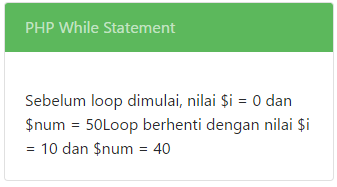 PHP While Statement
Sebelum loop dimulai, nilai $i = 0 dan
$num = 50Loop berhenti dengan nilai $i
= 10 dan $num = 40